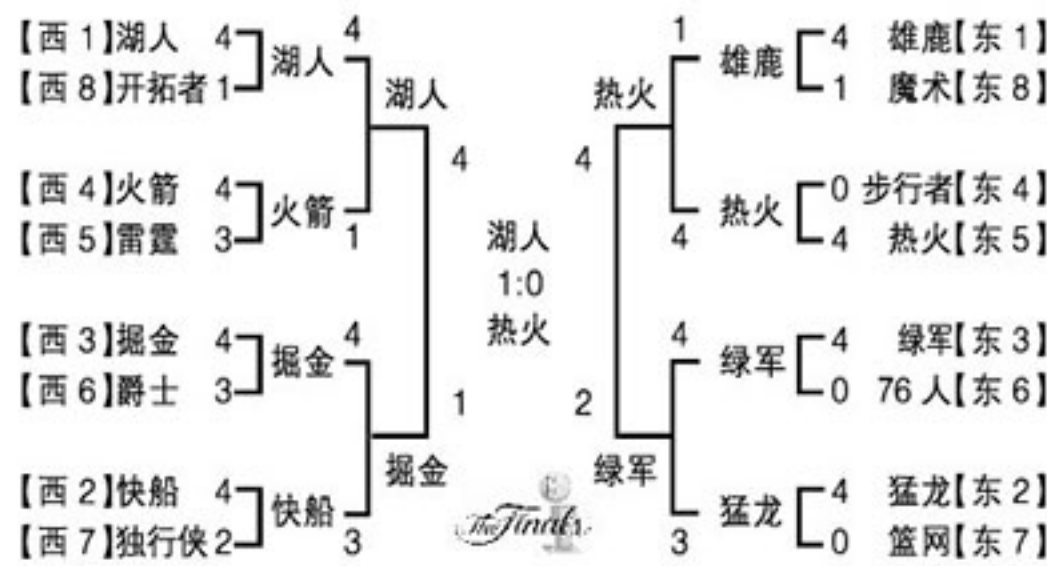 【西 1】湖人 4
【西 8】开拓者 1
湖人 4
湖人
【西 4】火箭 4
【西 5】雷霆 3
火箭 1
4
【西 3】掘金 4
【西 6】爵士 3
掘金 4
1
掘金
【西 2】快船 4
【西 7】独行侠 2
快船 3
湖人
1:0
热火
The Finals
1 雄鹿
4 雄鹿【东 1】
1 魔术【东 8】
热火
4
4 热火
0 步行者【东 4】
4 热火【东 5】
4 绿军
4 绿军【东 3】
0 76 人【东 6】
2
绿军
3 猛龙
4 猛龙【东 2】
0 篮网【东 7】